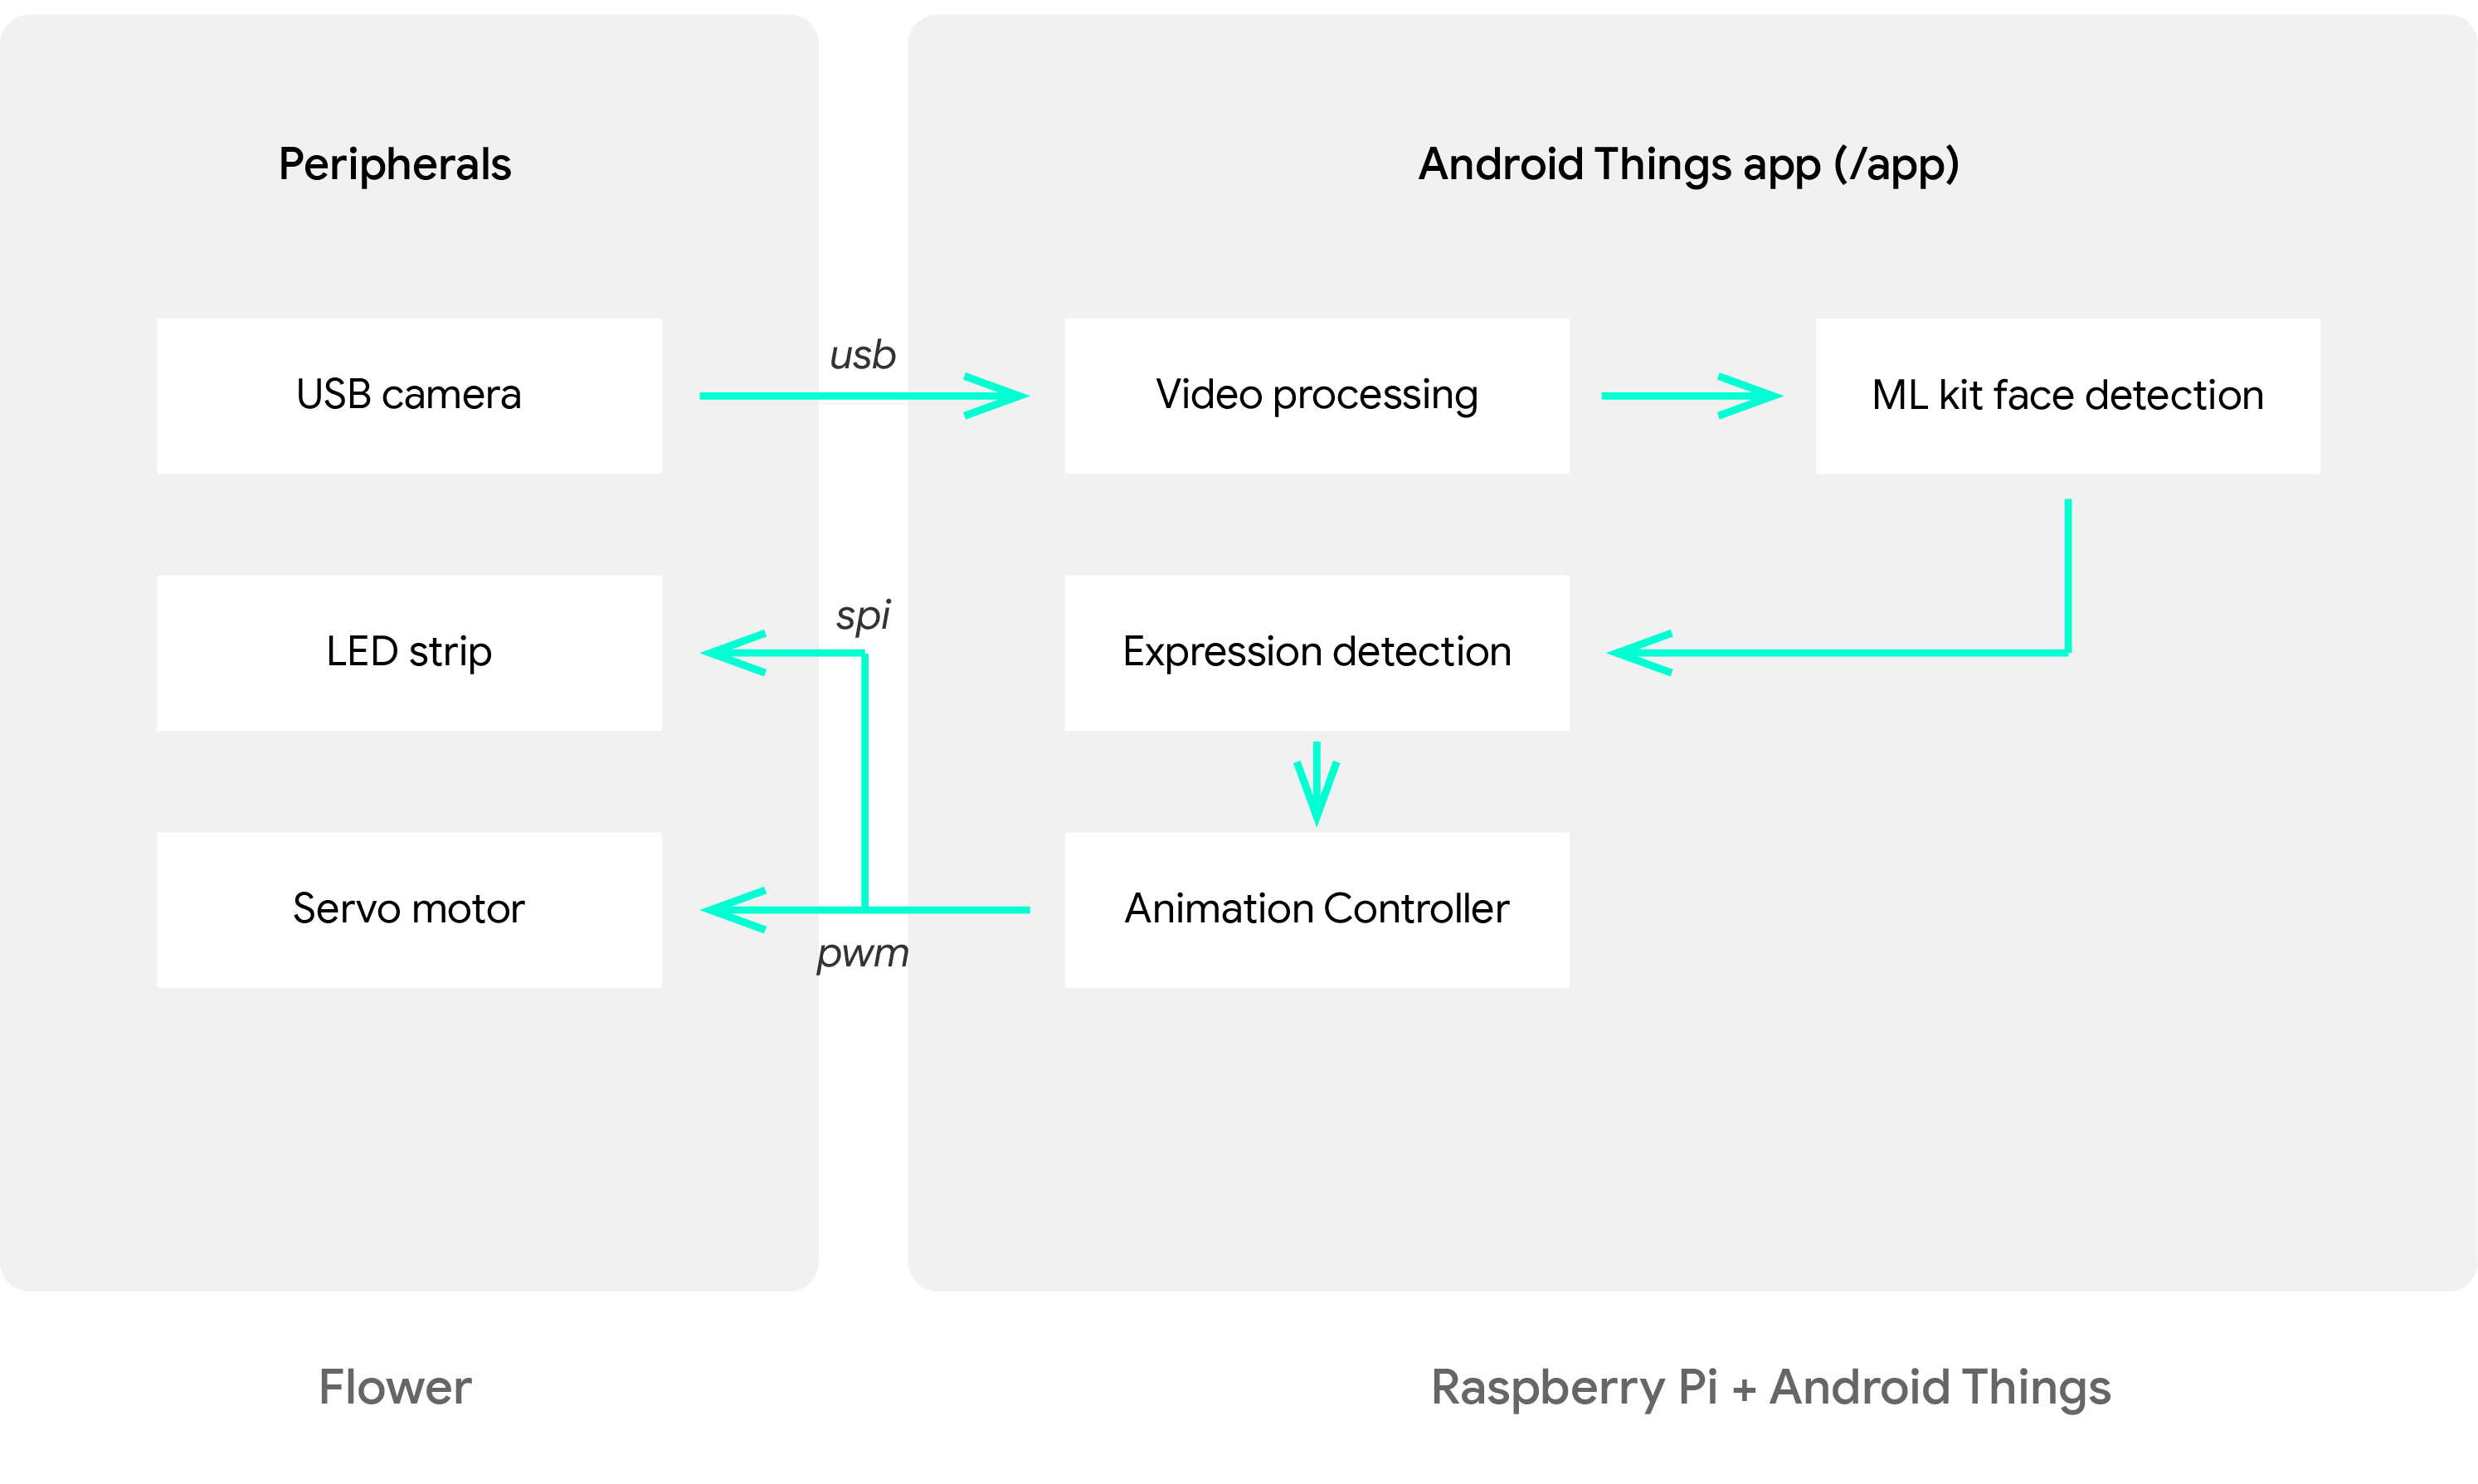 Peripherals
Android Things app (/app)
USB camera
usb
Video processing
ML kit face detection
LED strip
spi
Expression detection
Servo motor
pwm
Animation Controller
Flower
Raspberry Pi + Android Things